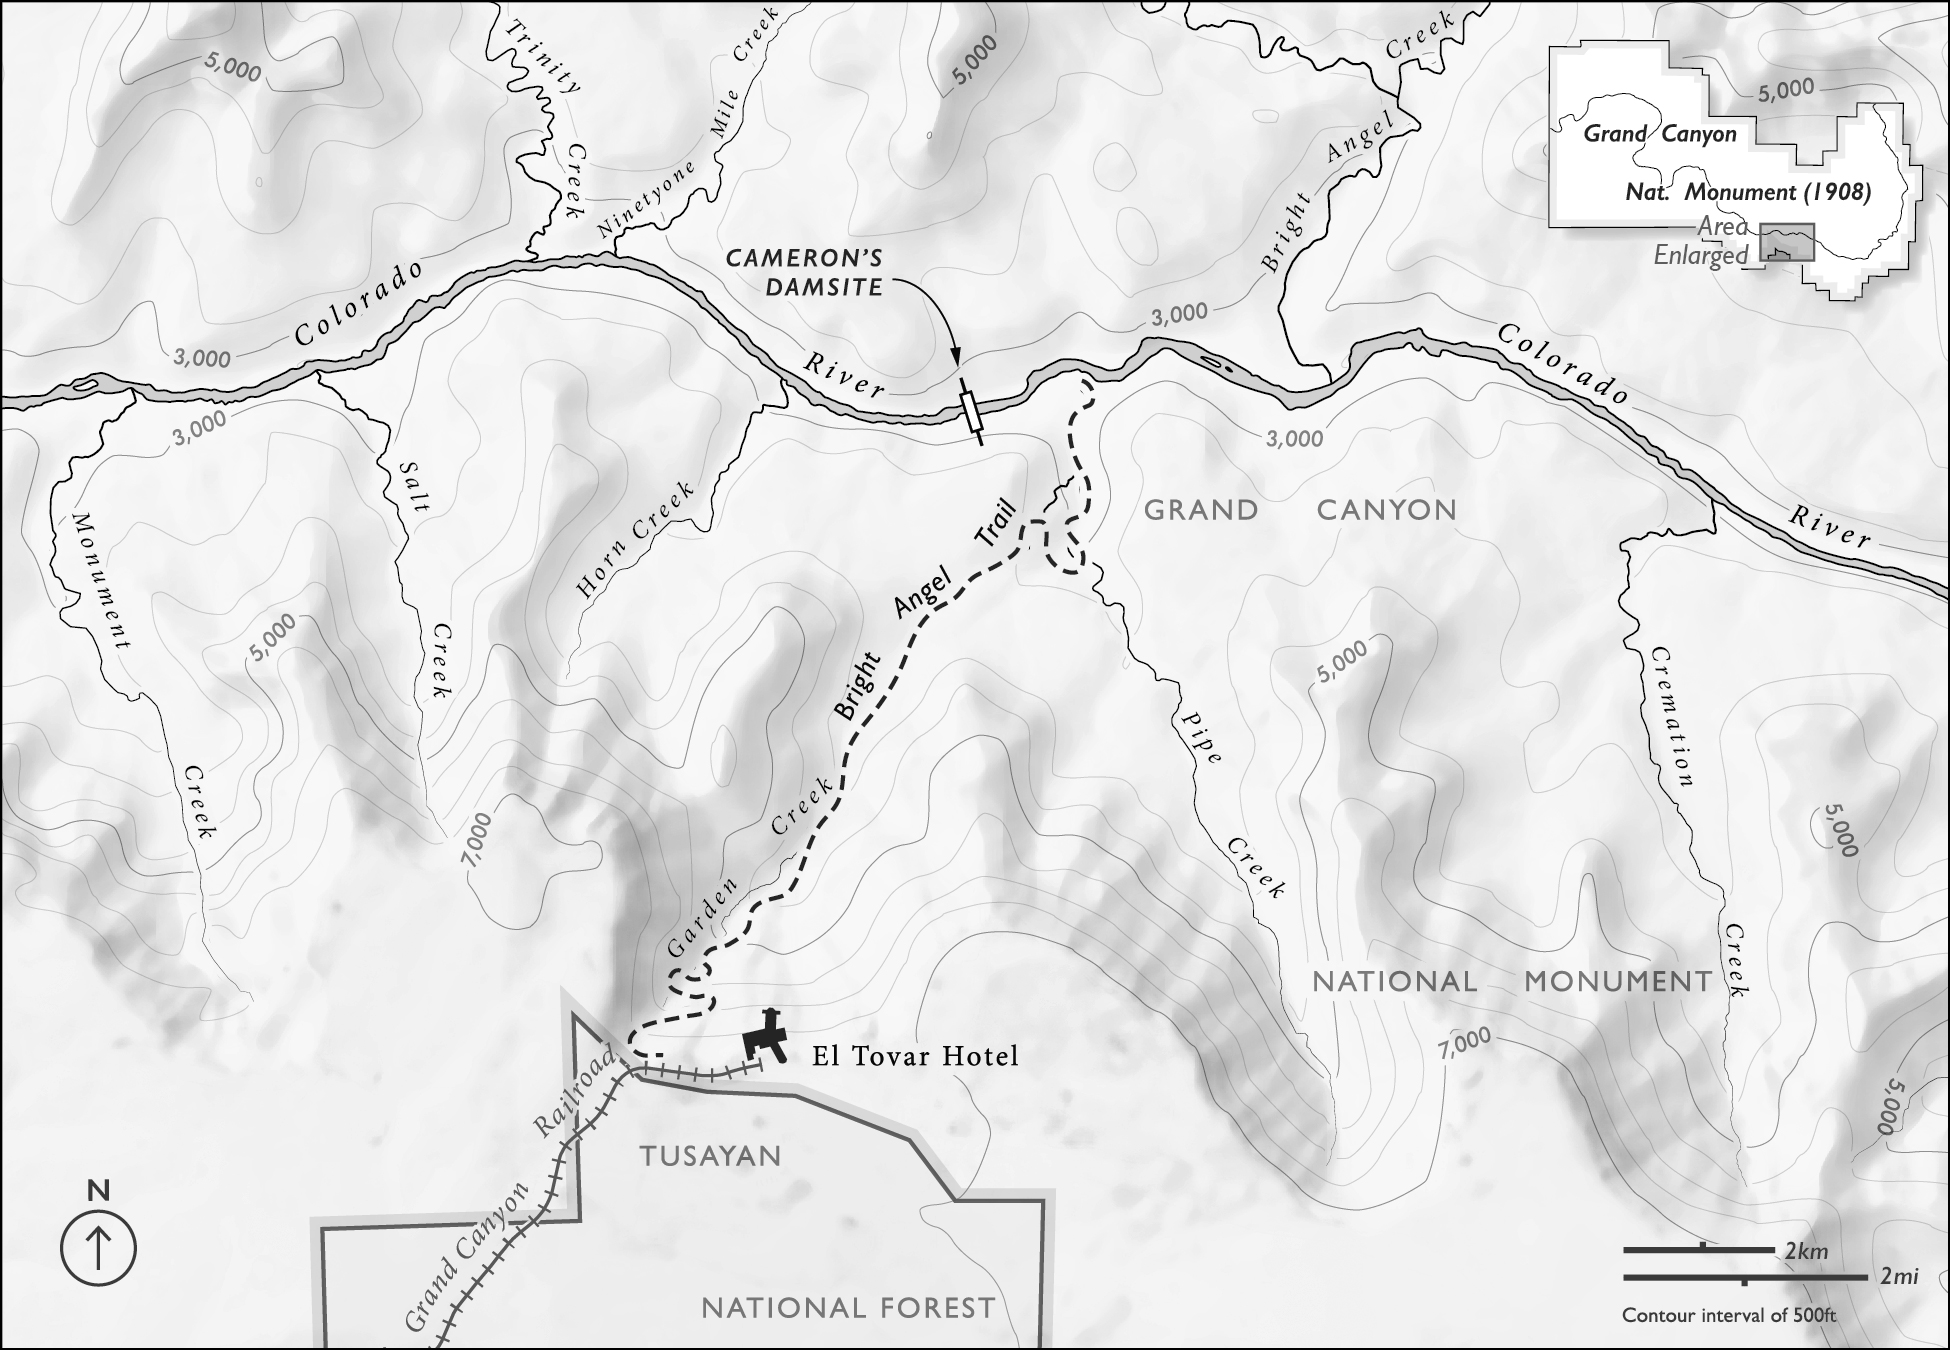 5,000
Trinity Creek
Ninetyone Mile Creek
5,000
Bright Angel Creek
5,000
Grand Canyon
Nat. Monument (1908)
Area
Enlarged
CAMERON'S
DAMSITE
Colorado River
Colorado River
3,000
3,000
3,000
3,000
Monument Creek
Salt Creek
Horn Creek
Bright Angel Trail
GRAND CANYON
NATIONAL MONUMENT
5,000
5,000
Pipe Creek
Cremation Creek
5,000
7,000
Garden Creek
7,000
5,000
El Tovar Hotel
Grand Canyon Railroad
TUSAYAN
NATIONAL FOREST
N
2km
2mi
Contour interval of 500ft